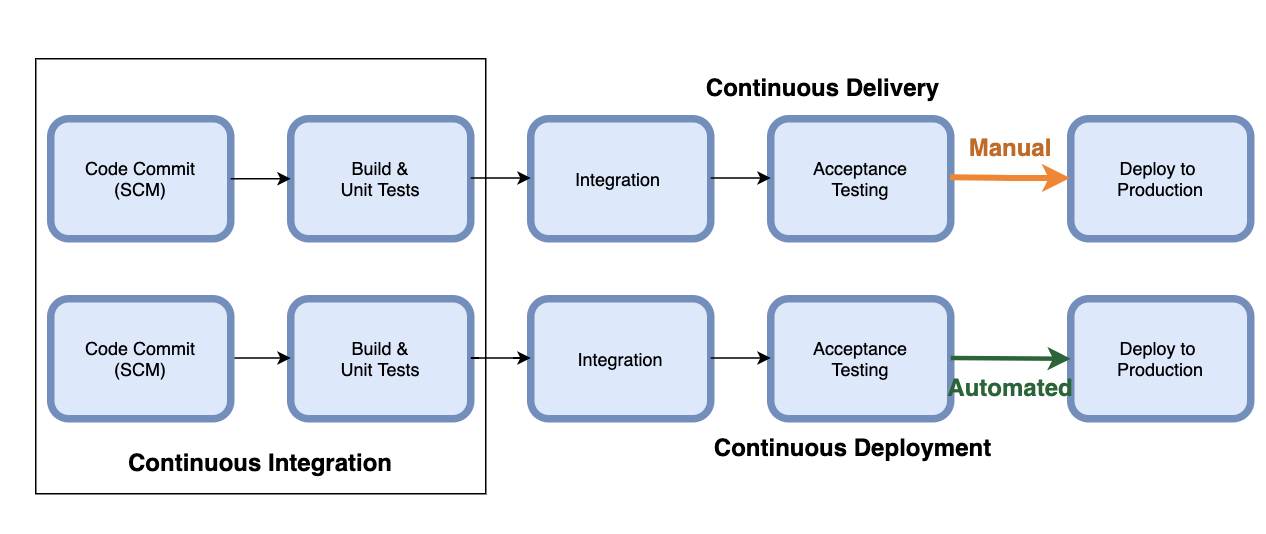 Continuous Delivery
Code Commit
(SCM)
Build &
Unit Tests
Integration
Acceptance
Testing
Manual
Deploy to
Production
Code Commit
(SCM)
Build &
Unit Tests
Integration
Acceptance
Testing
Automated
Deploy to
Production
Continuous Integration
Continuous Deployment